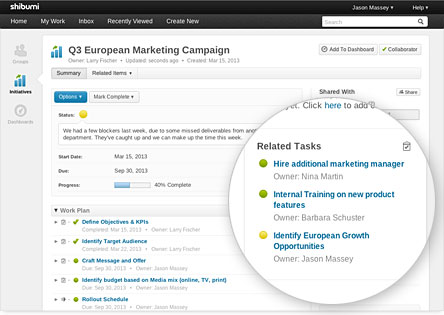 shibumi
Jason Massey Help
Home My Work Inbox Recently Viewed Create New Search
Q3 European Marketing Campaign
Owner: Larry Fischer • Updated: seconds ago • Created: Mar 15, 2013
Add To Dashboard Collaborator
Groups
Initiatives
Dashboards
Summary Related Items
Options Mark Complete
Shared With Share
Status:
We had a few blockers last week, due to some missed deliverables from
department. They've caught up and we can make up the time this week.
Start Date: Mar 15, 2013
Due: Sep 30, 2013
Progress: 40% Complete
Click here to add
Related Tasks
Hire additional marketing manager
Owner: Nina Martin
Internal Training on new product
features
Owner: Barbara Schuster
Identify European Growth
Opportunities
Owner: Jason Massey
Work Plan
Define Objectives & KPIs
Completed: Mar 15, 2013 • Owner: Larry Fischer
Identify Target Audience
Completed: Mar 22, 2013 • Owner: Larry Fischer
Craft Message and Offer
Due: Sep 30, 2013 • Owner: Jason Massey
Identify budget based on Media mix (online, TV, print)
Due: Sep 30, 2013 • Owner: Jason Massey
Rollout Schedule
Due: Sep 30, 2013 • Owner: Jason Massey